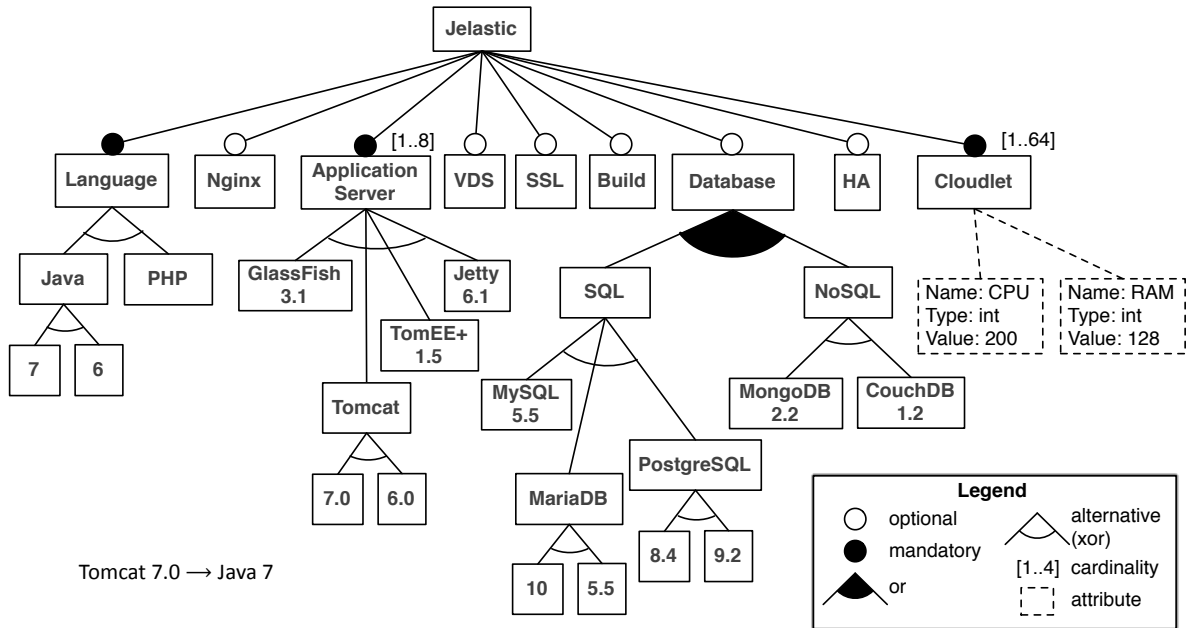 Jelastic
[1..8]
[1..64]
Language
Nginx
Application
Server
VDS
SSL
Build
Database
HA
Cloudlet
Java
PHP
GlassFish
3.1
Jetty
6.1
SQL
NoSQL
Name: CPU
Type: int
Value: 200
Name: RAM
Type: int
Value: 128
TomEE+
1.5
7
6
MySQL
5.5
MongoDB
2.2
CouchDB
1.2
Tomcat
PostgreSQL
7.0
6.0
MariaDB
8.4
9.2
10
5.5
Tomcat 7.0 ⟶ Java 7
Legend
optional
mandatory
or
alternative
(xor)
[1..4] cardinality
attribute